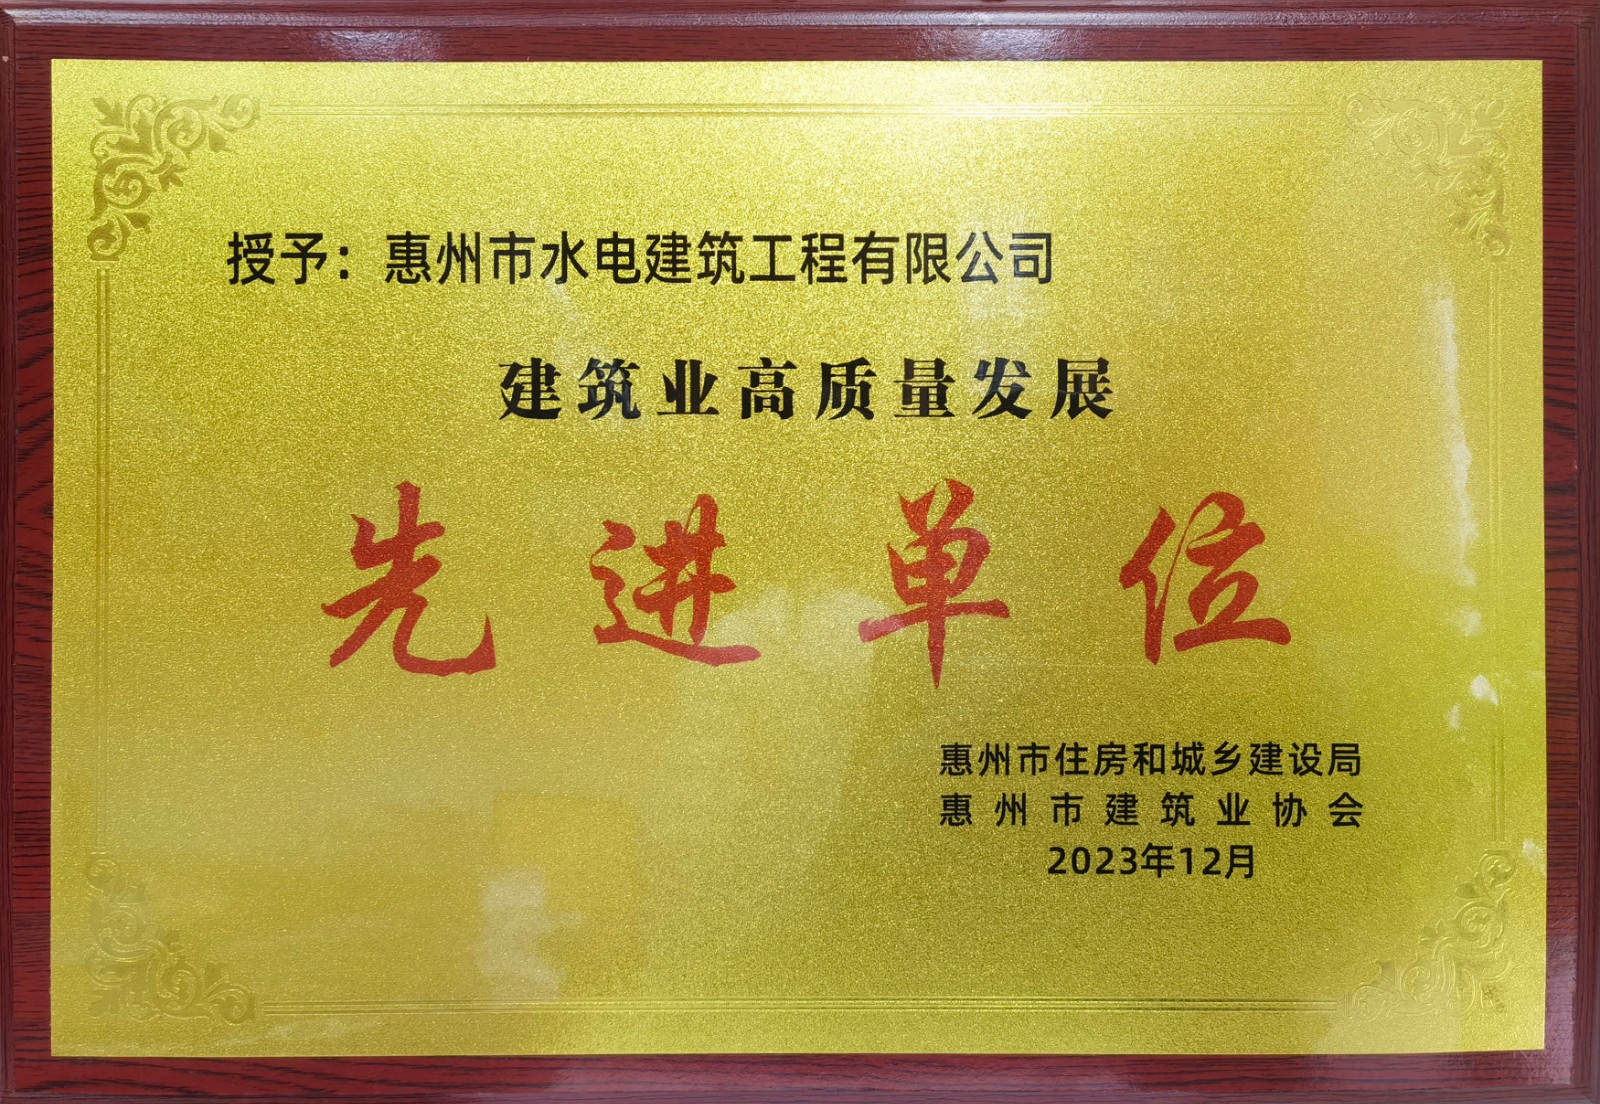 授予：惠州市水电建筑工程有限公司
建筑业高质量发展
先进单位
惠州市住房和城乡建设局
惠州市建筑业协会
2023年12月